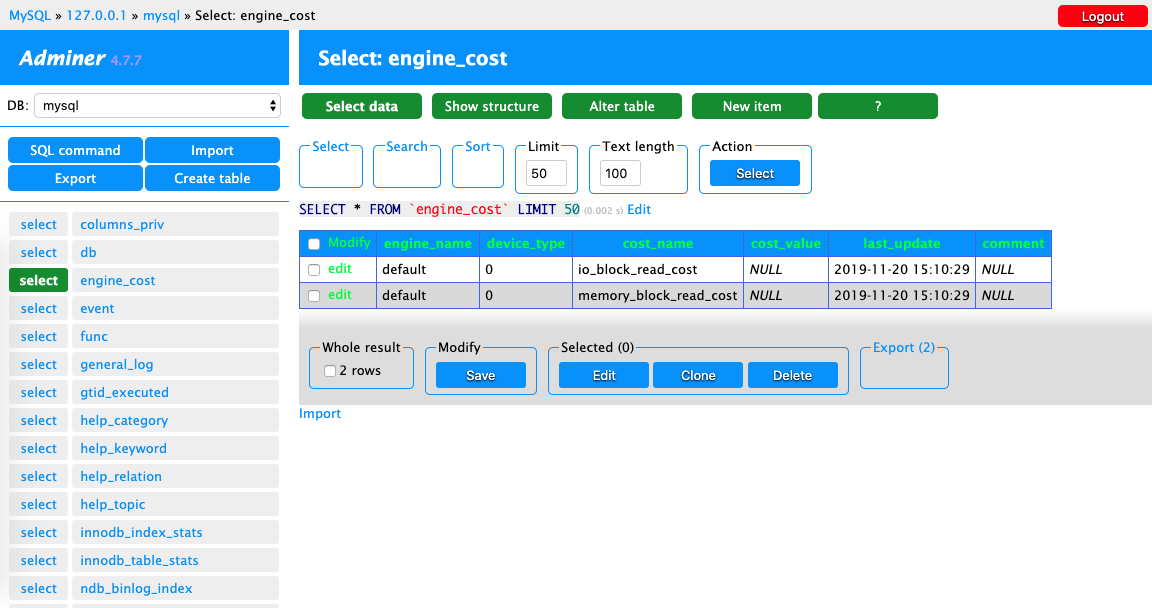 MySQL » 127.0.0.1 » mysql » Select: engine_cost
Logout
Adminer 4.7.7
Select: engine_cost
DB: mysql
Select data Show structure Alter table New item ?
SQL command Import
Export Create table
Select Search Sort Limit Text length Action
50 100 Select
SELECT * FROM `engine_cost` LIMIT 50 (0.002 s) Edit
Modify engine_name device_type cost_name cost_value last_update comment
edit default 0 io_block_read_cost NULL 2019-11-20 15:10:29 NULL
edit default 0 memory_block_read_cost NULL 2019-11-20 15:10:29 NULL
Whole result Modify Selected (0) Export (2)
2 rows Save Edit Clone Delete
Import
select columns_priv
select db
select engine_cost
select event
select func
select general_log
select gtid_executed
select help_category
select help_keyword
select help_relation
select help_topic
select innodb_index_stats
select innodb_table_stats
select ndb_binlog_index